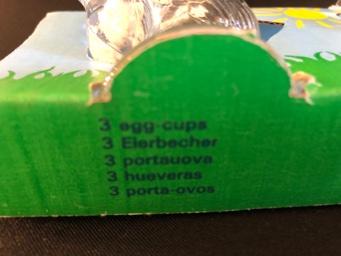 3 egg-cups
3 Eierbecher
3 portauova
3 hueveras
3 porta-ovos